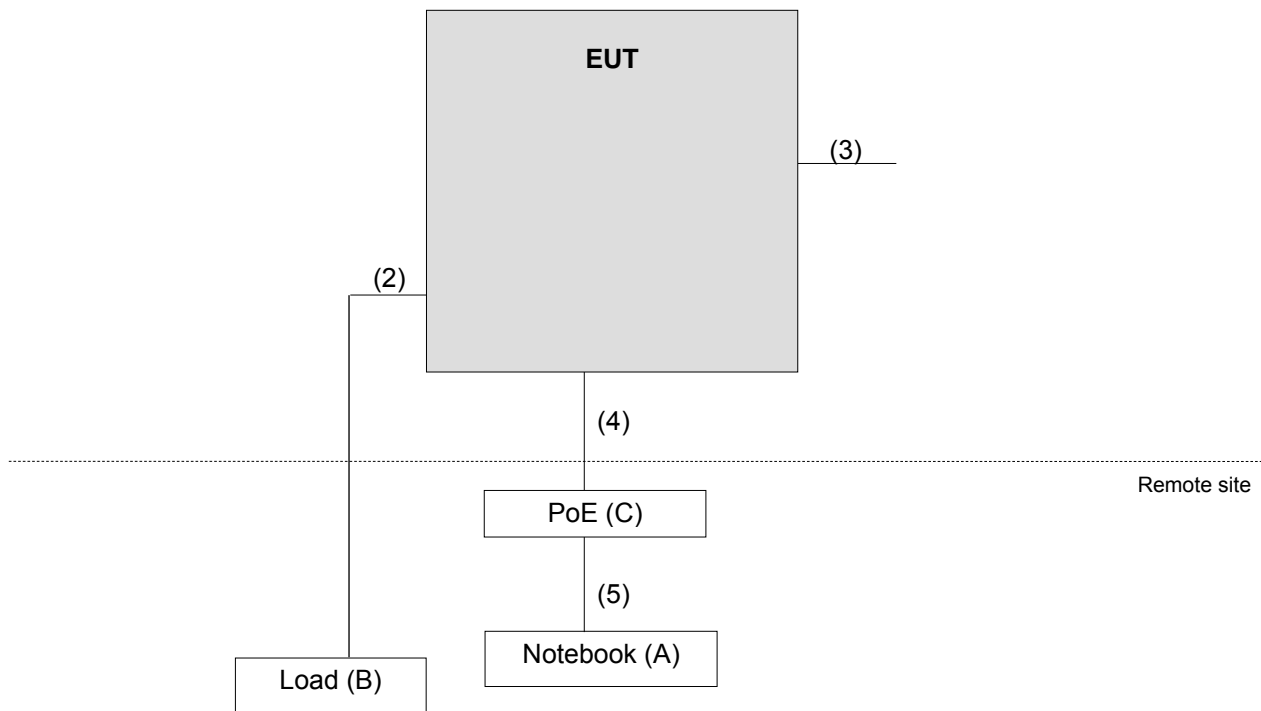 EUT
(3)
(2)
(4)
Remote site
PoE (C)
(5)
Notebook (A)
Load (B)